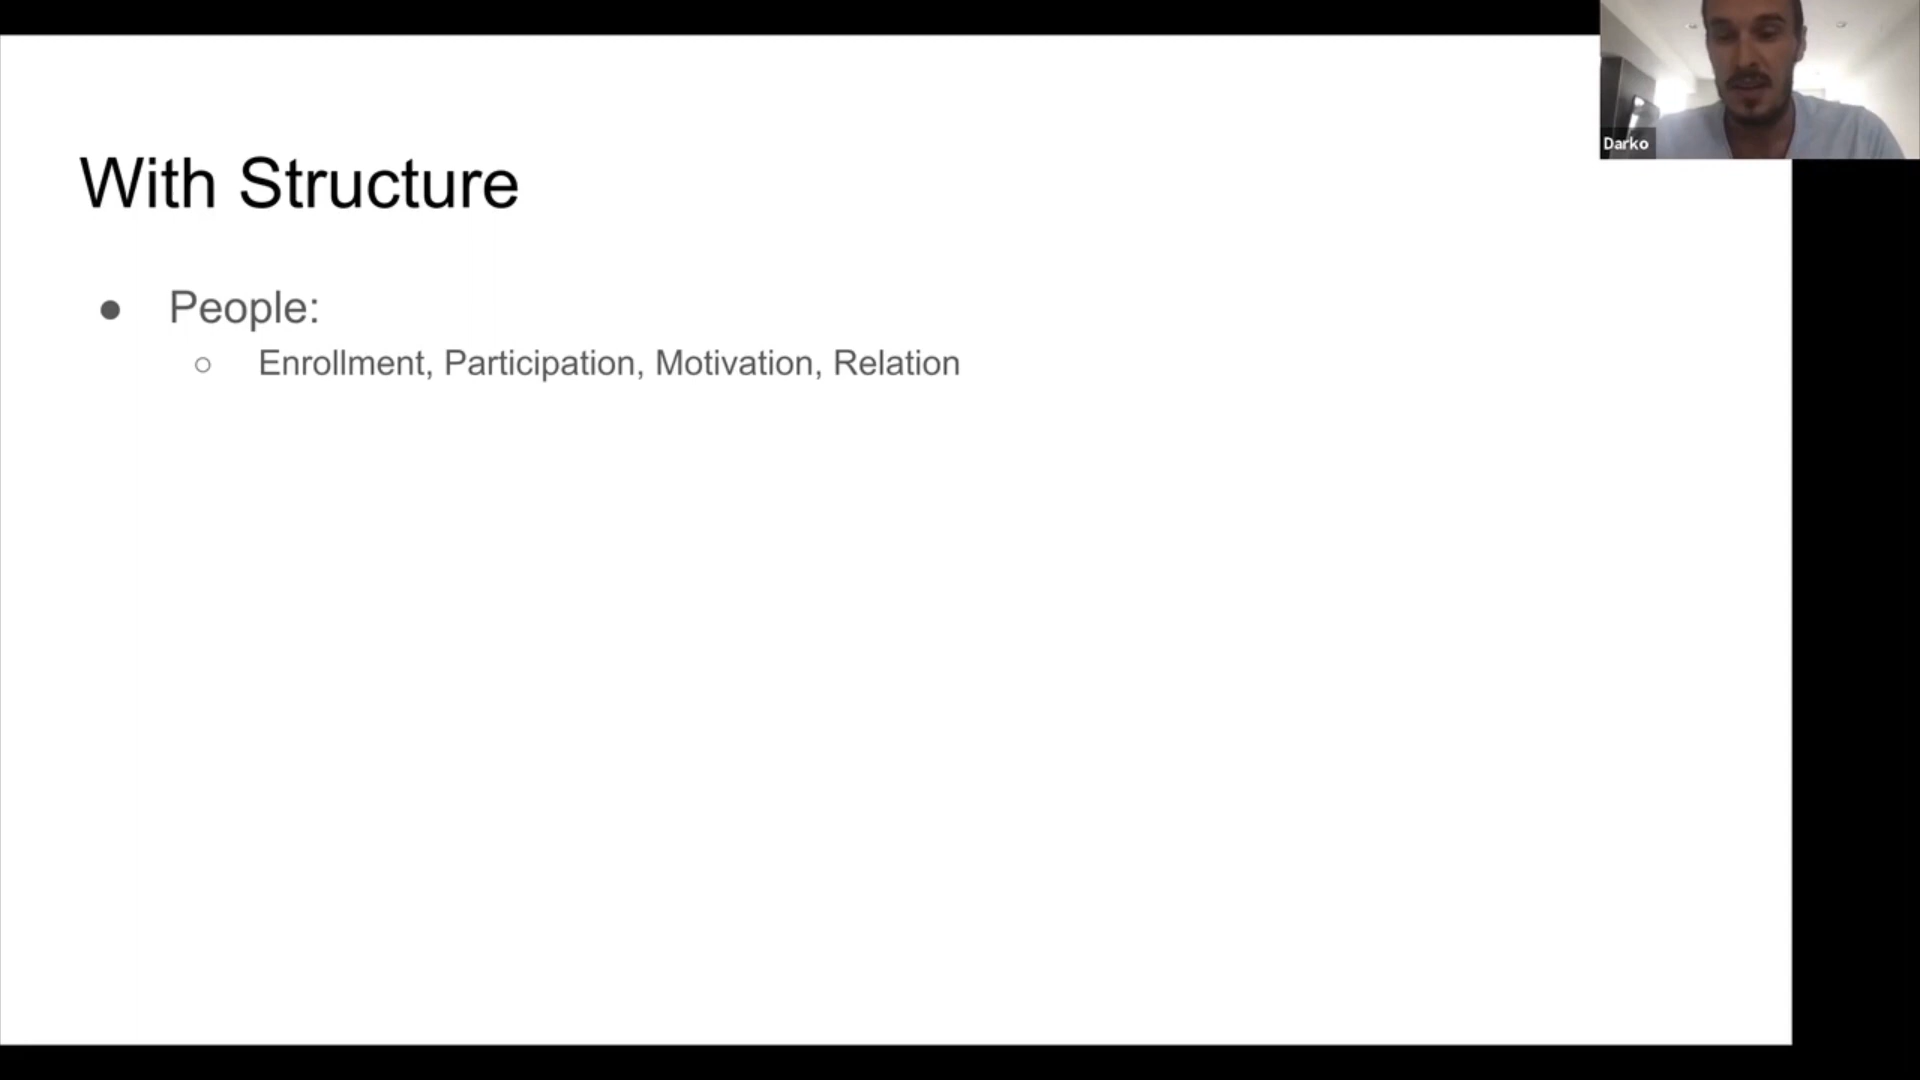 With Structure
● People:
○ Enrollment, Participation, Motivation, Relation
Darko